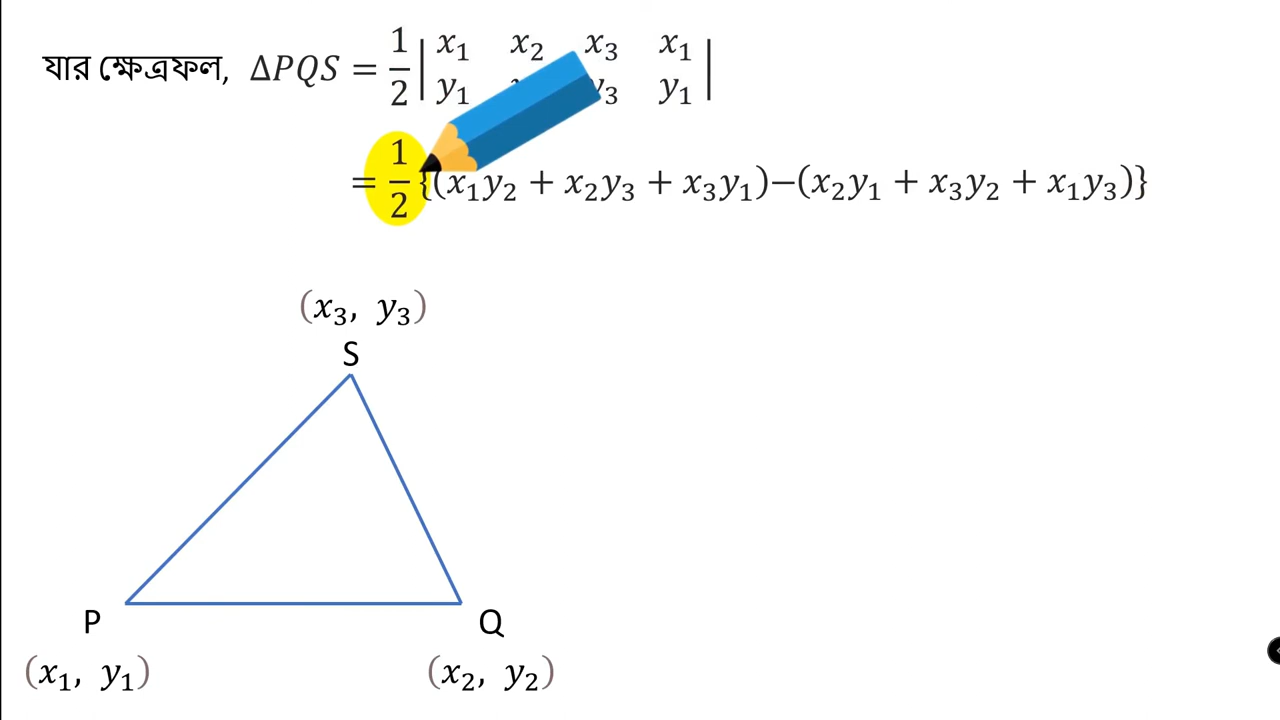 যার ক্ষেত্রফল, ΔPQS = 1/2 | x₁ x₂ x₃ x₁
y₁ y₃ y₁ |
= 1/2 {(x₁y₂ + x₂y₃ + x₃y₁)−(x₂y₁ + x₃y₂ + x₁y₃)}
(x₃, y₃)
S
P Q
(x₁, y₁) (x₂, y₂)